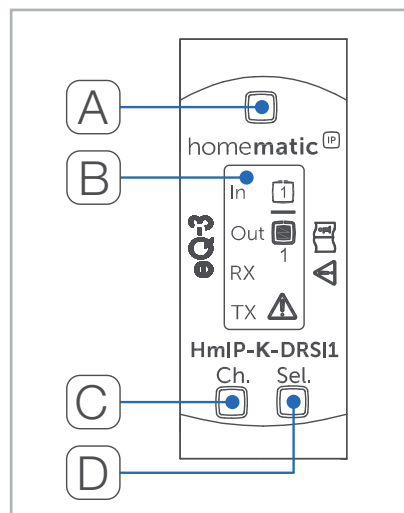 A
homematic IP
B
In 1
Out
1
RX
TX
eQ-3
HmIP-K-DRSI1
Ch. Sel.
C
D